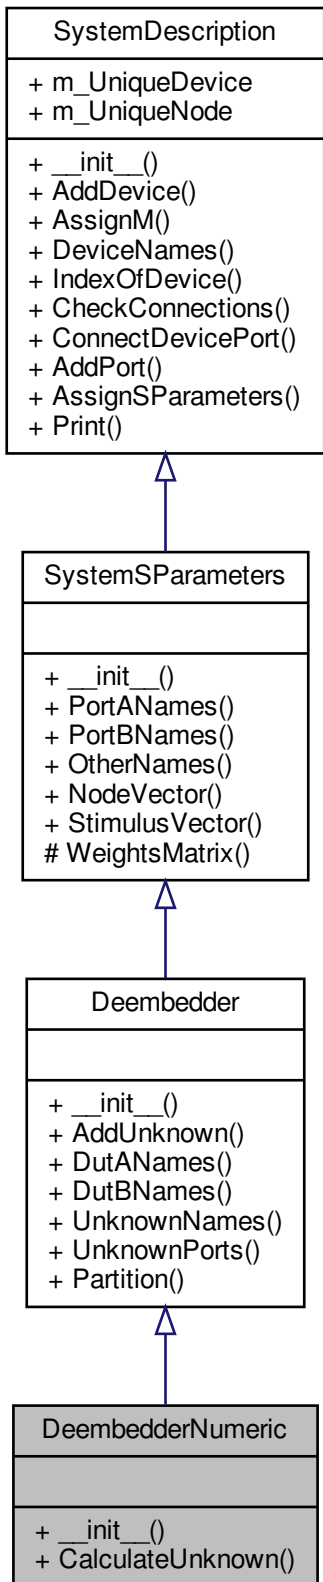 SystemDescription
+ m_UniqueDevice
+ m_UniqueNode
+ __init__()
+ AddDevice()
+ AssignM()
+ DeviceNames()
+ IndexOfDevice()
+ CheckConnections()
+ ConnectDevicePort()
+ AddPort()
+ AssignSParameters()
+ Print()
SystemSParameters
+ __init__()
+ PortANames()
+ PortBNames()
+ OtherNames()
+ NodeVector()
+ StimulusVector()
# WeightsMatrix()
Deembedder
+ __init__()
+ AddUnknown()
+ DutANames()
+ DutBNames()
+ UnknownNames()
+ UnknownPorts()
+ Partition()
DeembedderNumeric
+ __init__()
+ CalculateUnknown()